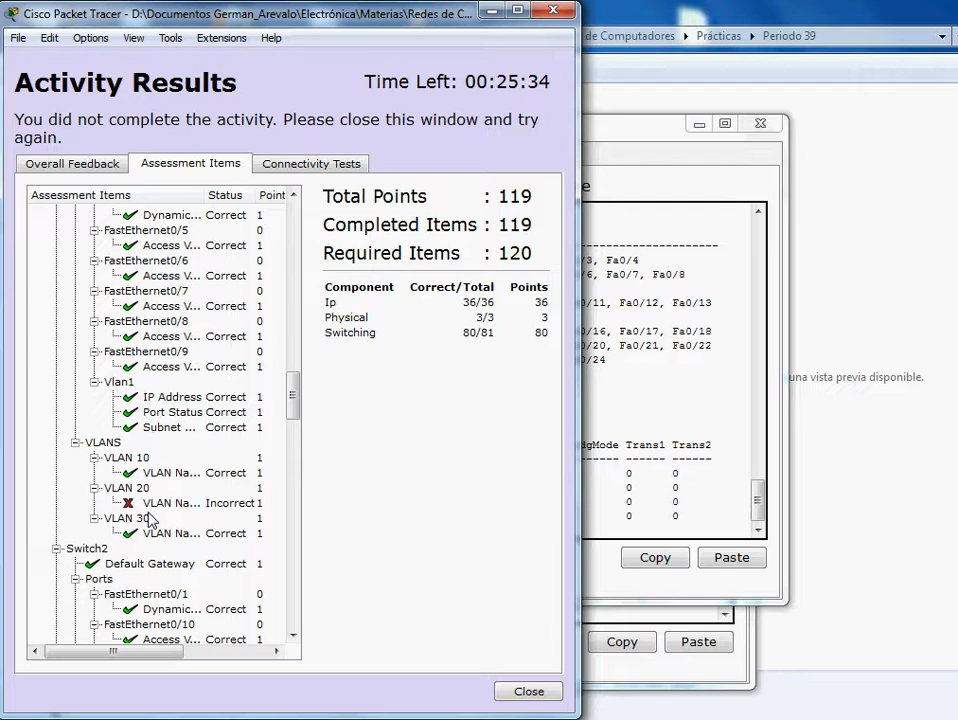 Cisco Packet Tracer - D:\Documentos German_Arevalo\Electrónica\Materias\Redes de C...
File Edit Options View Tools Extensions Help
de Computadores Prácticas Periodo 39
Activity Results
Time Left: 00:25:34
You did not complete the activity. Please close this window and try
again.
Overall Feedback Assessment Items Connectivity Tests
Assessment Items Status Point
Dynamic... Correct 1
FastEthernet0/5 0
Access V... Correct 1
FastEthernet0/6 0
Access V... Correct 1
FastEthernet0/7 0
Access V... Correct 1
FastEthernet0/8 0
Access V... Correct 1
FastEthernet0/9 0
Access V... Correct 1
Vlan1
IP Address Correct 1
Port Status Correct 1
Subnet ... Correct 1
VLANS
VLAN 10 1
VLAN Na... Correct 1
VLAN 20 1
VLAN Na... Incorrect 1
VLAN 30 1
VLAN Na... Correct 1
Switch2
Default Gateway Correct 1
Ports
FastEthernet0/1 0
Dynamic... Correct 1
FastEthernet0/10 0
Access V... Correct 1
Total Points : 119
Completed Items : 119
Required Items : 120
Component Correct/Total Points
Ip 36/36 36
Physical 3/3 3
Switching 80/81 80
Close
e
/3, Fa0/4
/6, Fa0/7, Fa0/8
/11, Fa0/12, Fa0/13
/16, Fa0/17, Fa0/18
/20, Fa0/21, Fa0/22
/24
dgMode Trans1 Trans2
0 0
0 0
0 0
0 0
Copy Paste
Copy Paste
una vista previa disponible.